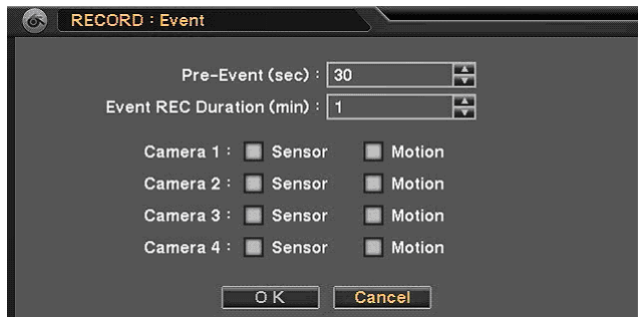 RECORD : Event
Pre-Event (sec) : 30
Event REC Duration (min) : 1
Camera 1 : Sensor Motion
Camera 2 : Sensor Motion
Camera 3 : Sensor Motion
Camera 4 : Sensor Motion
OK Cancel